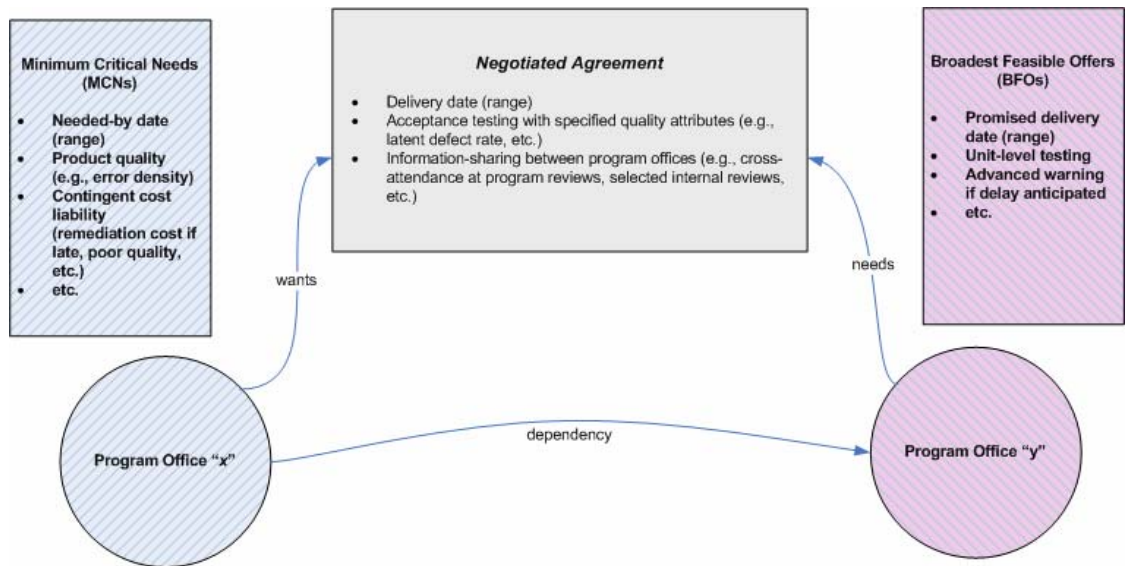 Minimum Critical Needs
(MCNs)
• Needed-by date
(range)
• Product quality
(e.g., error density)
• Contingent cost
liability
(remediation cost if
late, poor quality,
etc.)
• etc.
Negotiated Agreement
• Delivery date (range)
• Acceptance testing with specified quality attributes (e.g.,
latent defect rate, etc.)
• Information-sharing between program offices (e.g., cross-
attendance at program reviews, selected internal reviews,
etc.)
Broadest Feasible Offers
(BFOs)
• Promised delivery
date (range)
• Unit-level testing
• Advanced warning
if delay anticipated
• etc.
wants
needs
Program Office “x”
dependency
Program Office “y”